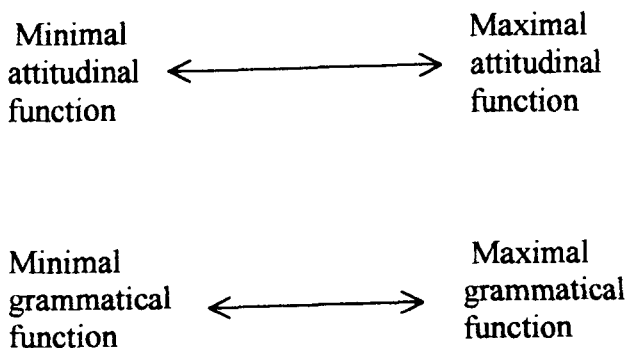 Minimal
attitudinal
function
Maximal
attitudinal
function
Minimal
grammatical
function
Maximal
grammatical
function